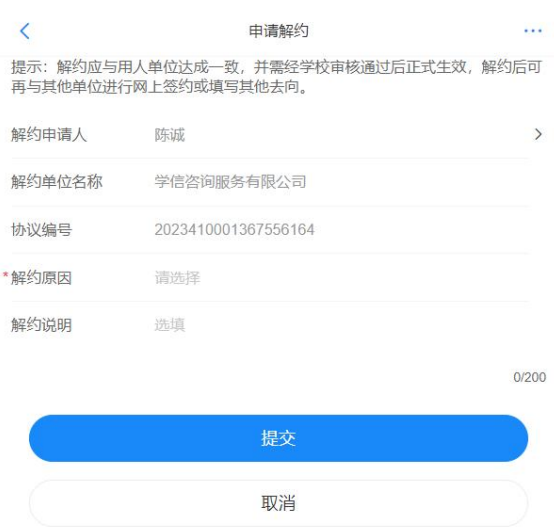 申请解约
提示：解约应与用人单位达成一致，并需经学校审核通过后正式生效，解约后可
再与其他单位进行网上签约或填写其他去向。
解约申请人 陈诚
解约单位名称 学信咨询服务有限公司
协议编号 2023410001367556164
*解约原因 请选择
解约说明 选填
0/200
提交
取消